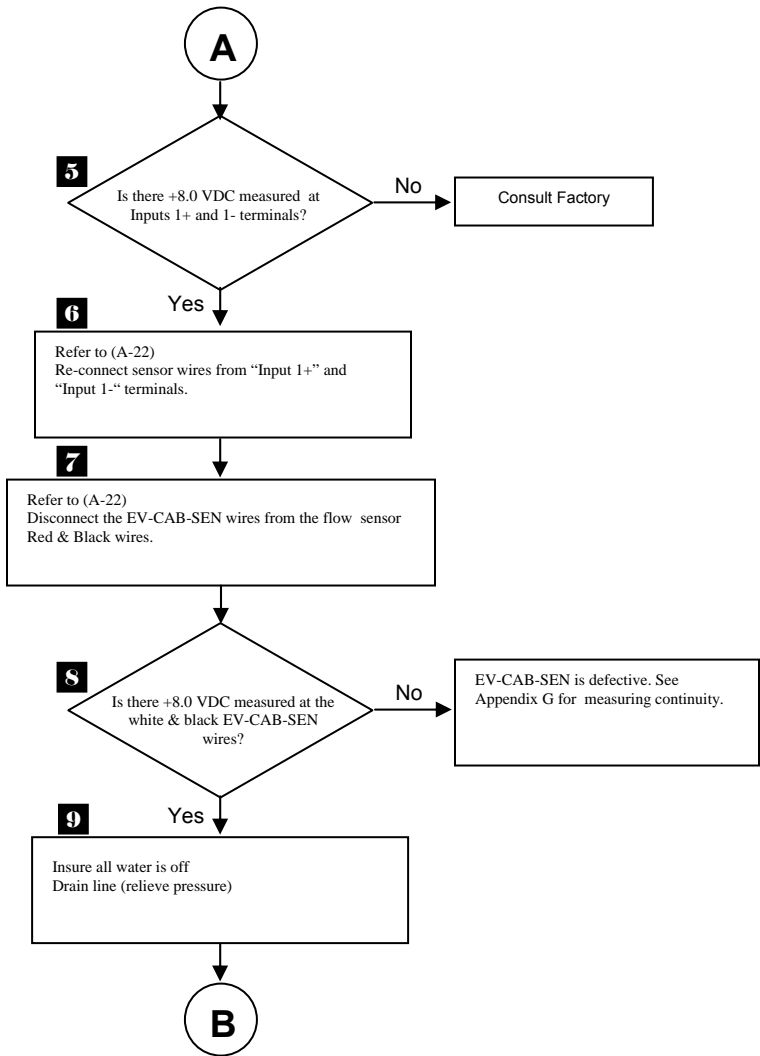 A
5
Is there +8.0 VDC measured at
Inputs 1+ and 1- terminals?
No
Consult Factory
Yes
6
Refer to (A-22)
Re-connect sensor wires from “Input 1+” and
“Input 1-“ terminals.
7
Refer to (A-22)
Disconnect the EV-CAB-SEN wires from the flow sensor
Red & Black wires.
8
Is there +8.0 VDC measured at the
white & black EV-CAB-SEN
wires?
No
EV-CAB-SEN is defective. See
Appendix G for measuring continuity.
Yes
9
Insure all water is off
Drain line (relieve pressure)
B